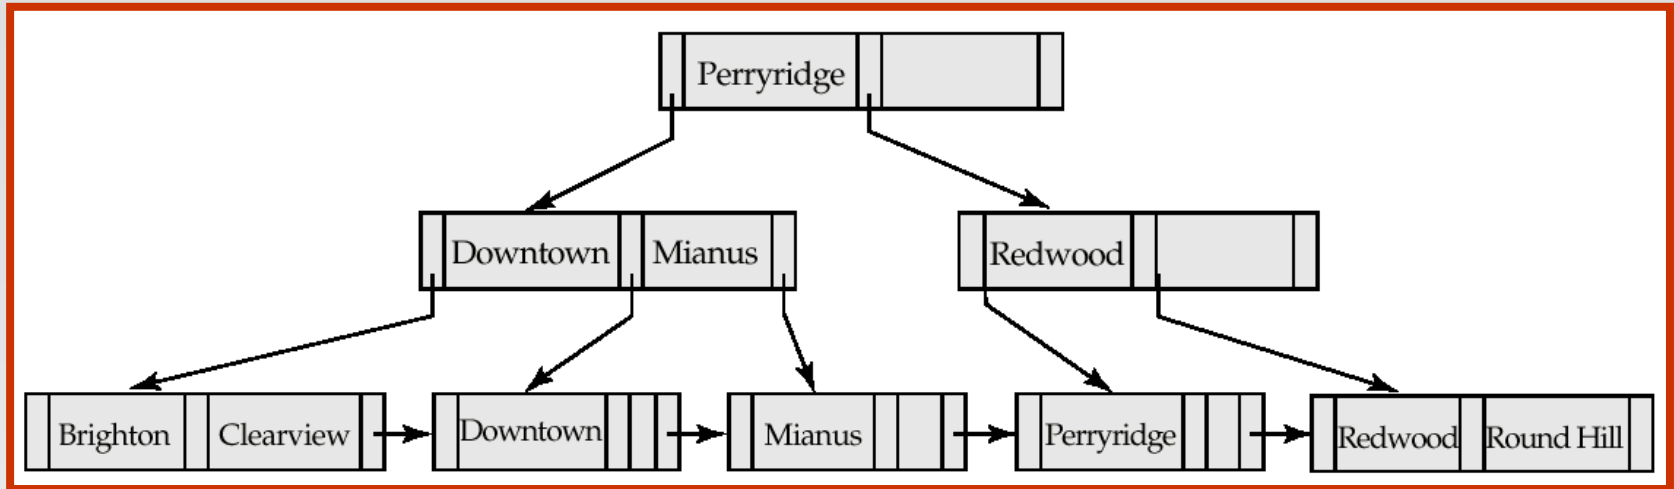 Perryridge
Downtown Mianus
Redwood
Brighton Clearview
Downtown
Mianus
Perryridge
Redwood Round Hill